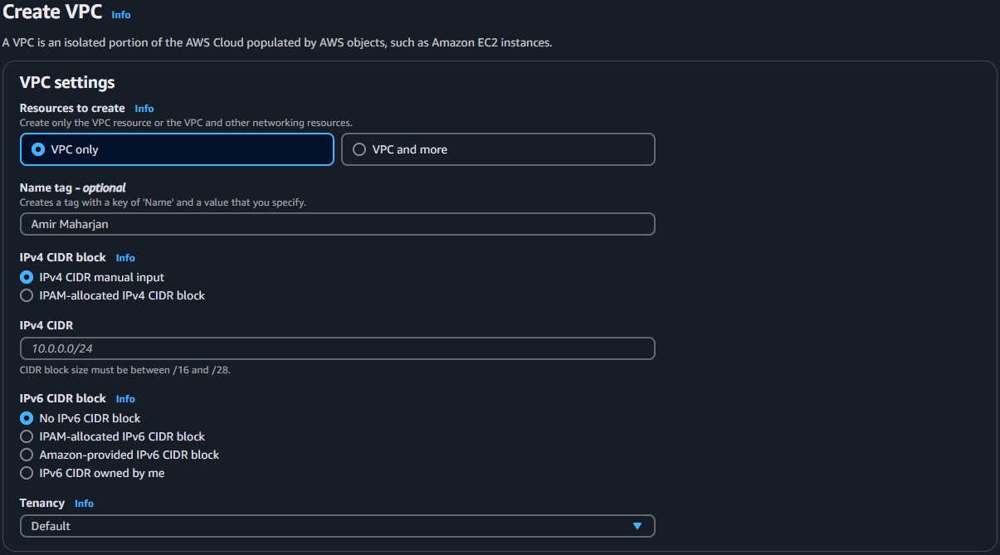 Create VPC Info
A VPC is an isolated portion of the AWS Cloud populated by AWS objects, such as Amazon EC2 instances.
VPC settings
Resources to create Info
Create only the VPC resource or the VPC and other networking resources.
VPC only
VPC and more
Name tag - optional
Creates a tag with a key of 'Name' and a value that you specify.
Amir Maharjan
IPv4 CIDR block Info
IPv4 CIDR manual input
IPAM-allocated IPv4 CIDR block
IPv4 CIDR
10.0.0.0/24
CIDR block size must be between /16 and /28.
IPv6 CIDR block Info
No IPv6 CIDR block
IPAM-allocated IPv6 CIDR block
Amazon-provided IPv6 CIDR block
IPv6 CIDR owned by me
Tenancy Info
Default